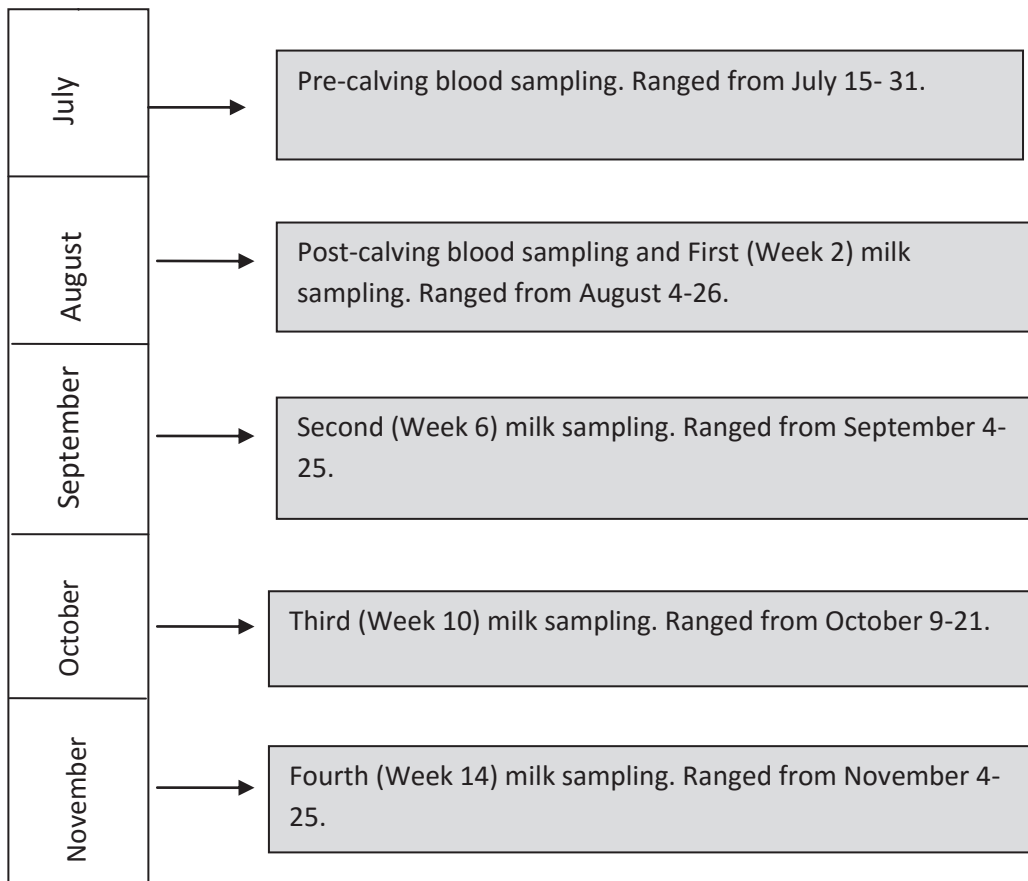 July
Pre-calving blood sampling. Ranged from July 15- 31.
August
Post-calving blood sampling and First (Week 2) milk
sampling. Ranged from August 4-26.
September
Second (Week 6) milk sampling. Ranged from September 4-
25.
October
Third (Week 10) milk sampling. Ranged from October 9-21.
November
Fourth (Week 14) milk sampling. Ranged from November 4-
25.